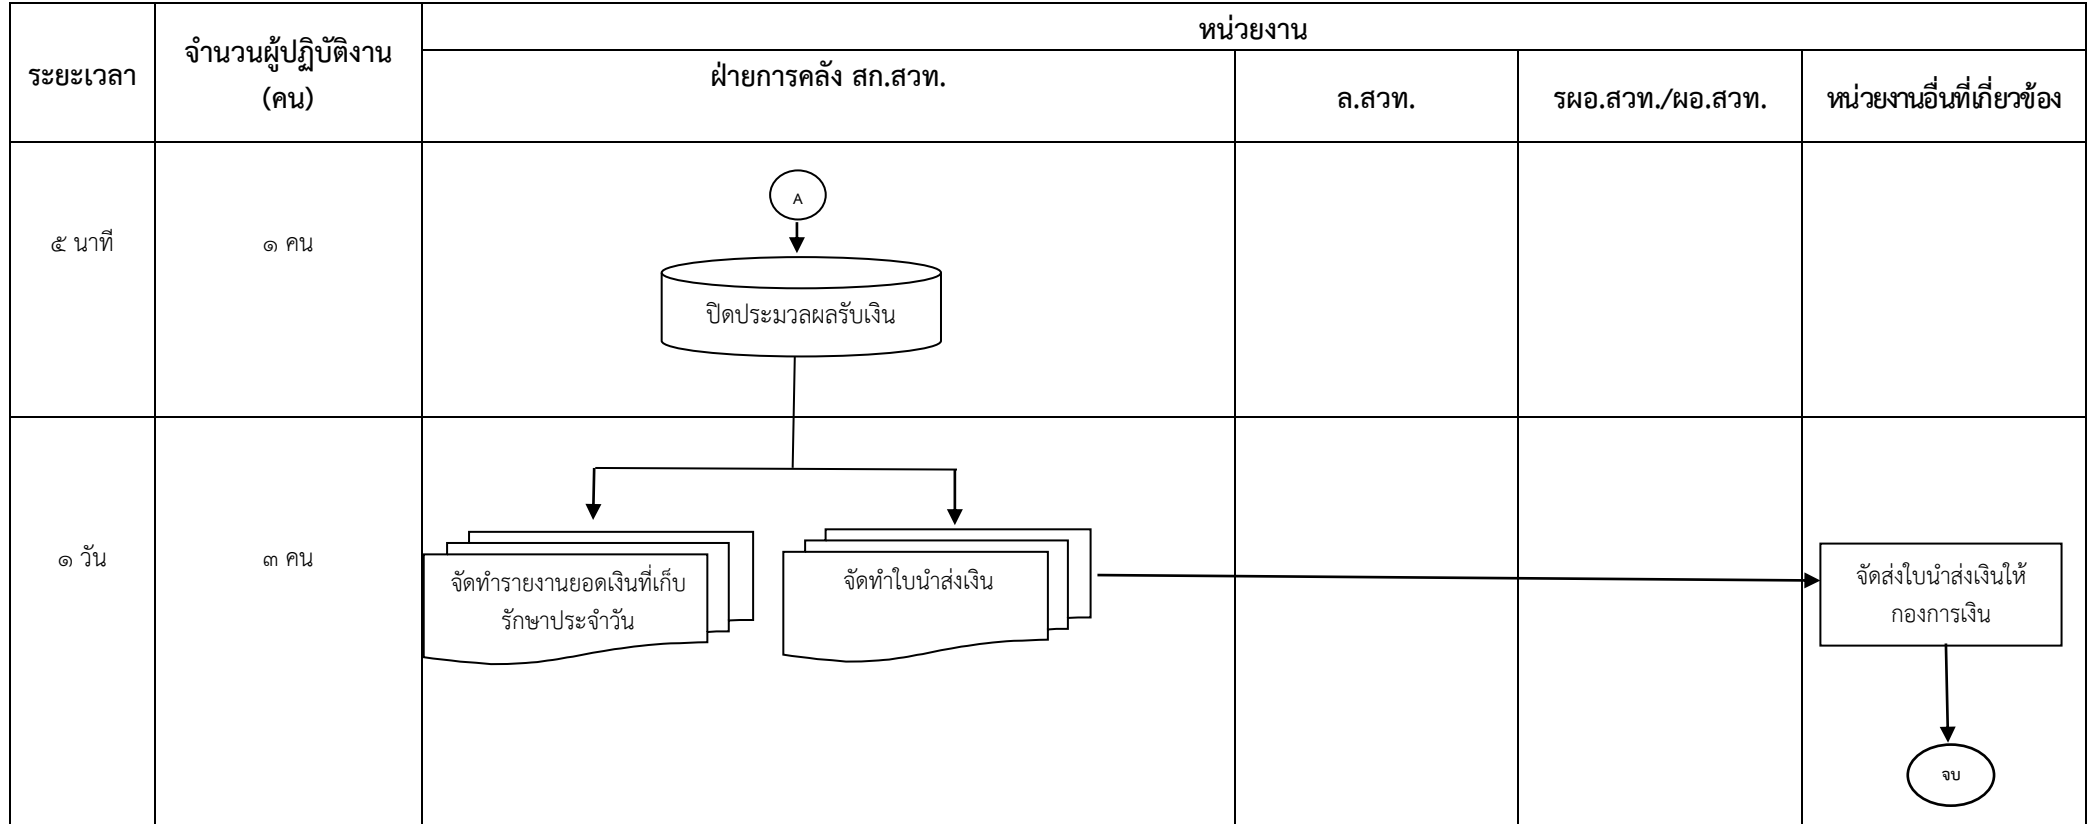 ระยะเวลา
จำนวนผู้ปฏิบัติงาน
(คน)
หน่วยงาน
ฝ่ายการคลัง สก.สวท.
ล.สวท.
รผอ.สวท./ผอ.สวท.
หน่วยงานอื่นที่เกี่ยวข้อง
๕ นาที
๑ คน
A
ปิดประมวลผลรับเงิน
๑ วัน
๓ คน
จัดทำรายงานยอดเงินที่เก็บ
รักษาประจำวัน
จัดทำใบนำส่งเงิน
จัดส่งใบนำส่งเงินให้
กองการเงิน
จบ